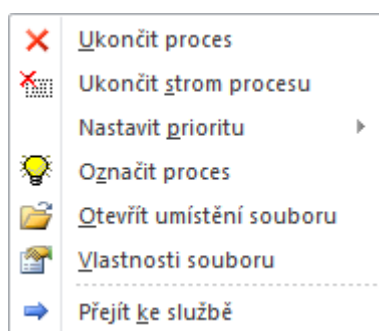 Ukončit proces
Ukončit strom procesu
Nastavit prioritu
Označit proces
Otevřít umístění souboru
Vlastnosti souboru
Přejít ke službě